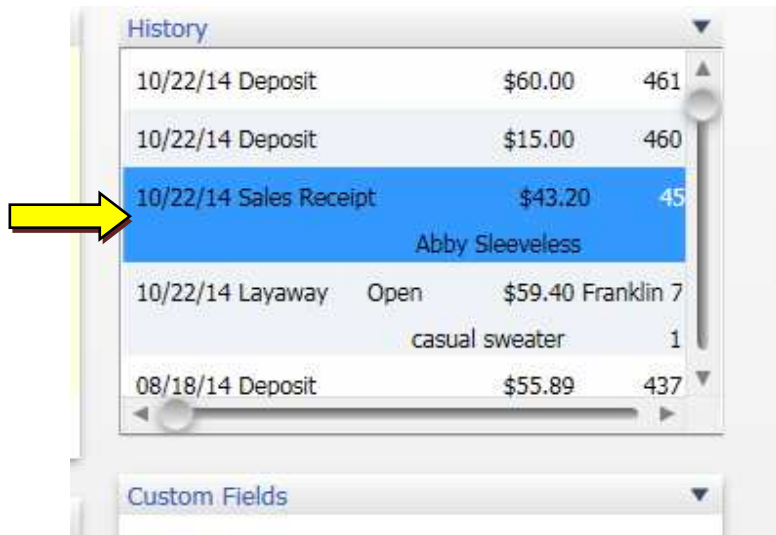 History
10/22/14 Deposit $60.00 461
10/22/14 Deposit $15.00 460
10/22/14 Sales Receipt $43.20 45
Abby Sleeveless
10/22/14 Layaway Open $59.40 Franklin 7
casual sweater 1
08/18/14 Deposit $55.89 437
Custom Fields